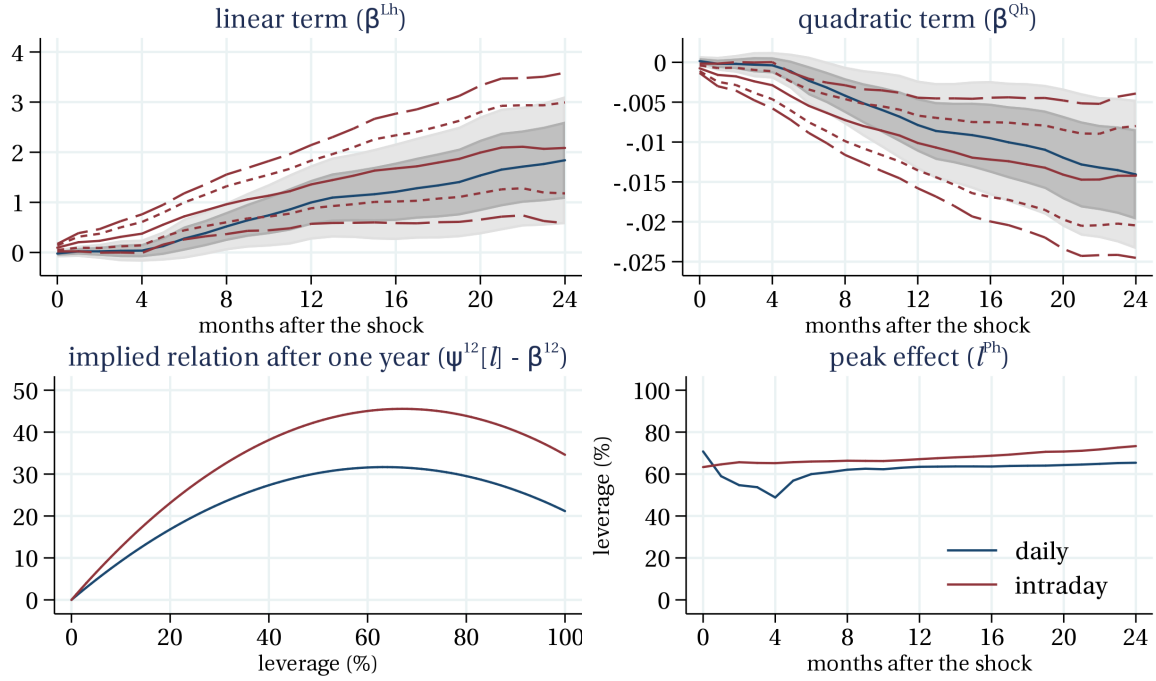 linear term (β^Lh)
4
3
2
1
0
0 4 8 12 16 20 24
months after the shock
quadratic term (β^Qh)
0
-.005
-.01
-.015
-.02
-.025
0 4 8 12 16 20 24
months after the shock
implied relation after one year (ψ^12[l] - β^12)
50
40
30
20
10
0
0 20 40 60 80 100
leverage (%)
peak effect (l^Ph)
leverage (%)
100
80
60
40
20
0
daily
intraday
0 4 8 12 16 20 24
months after the shock